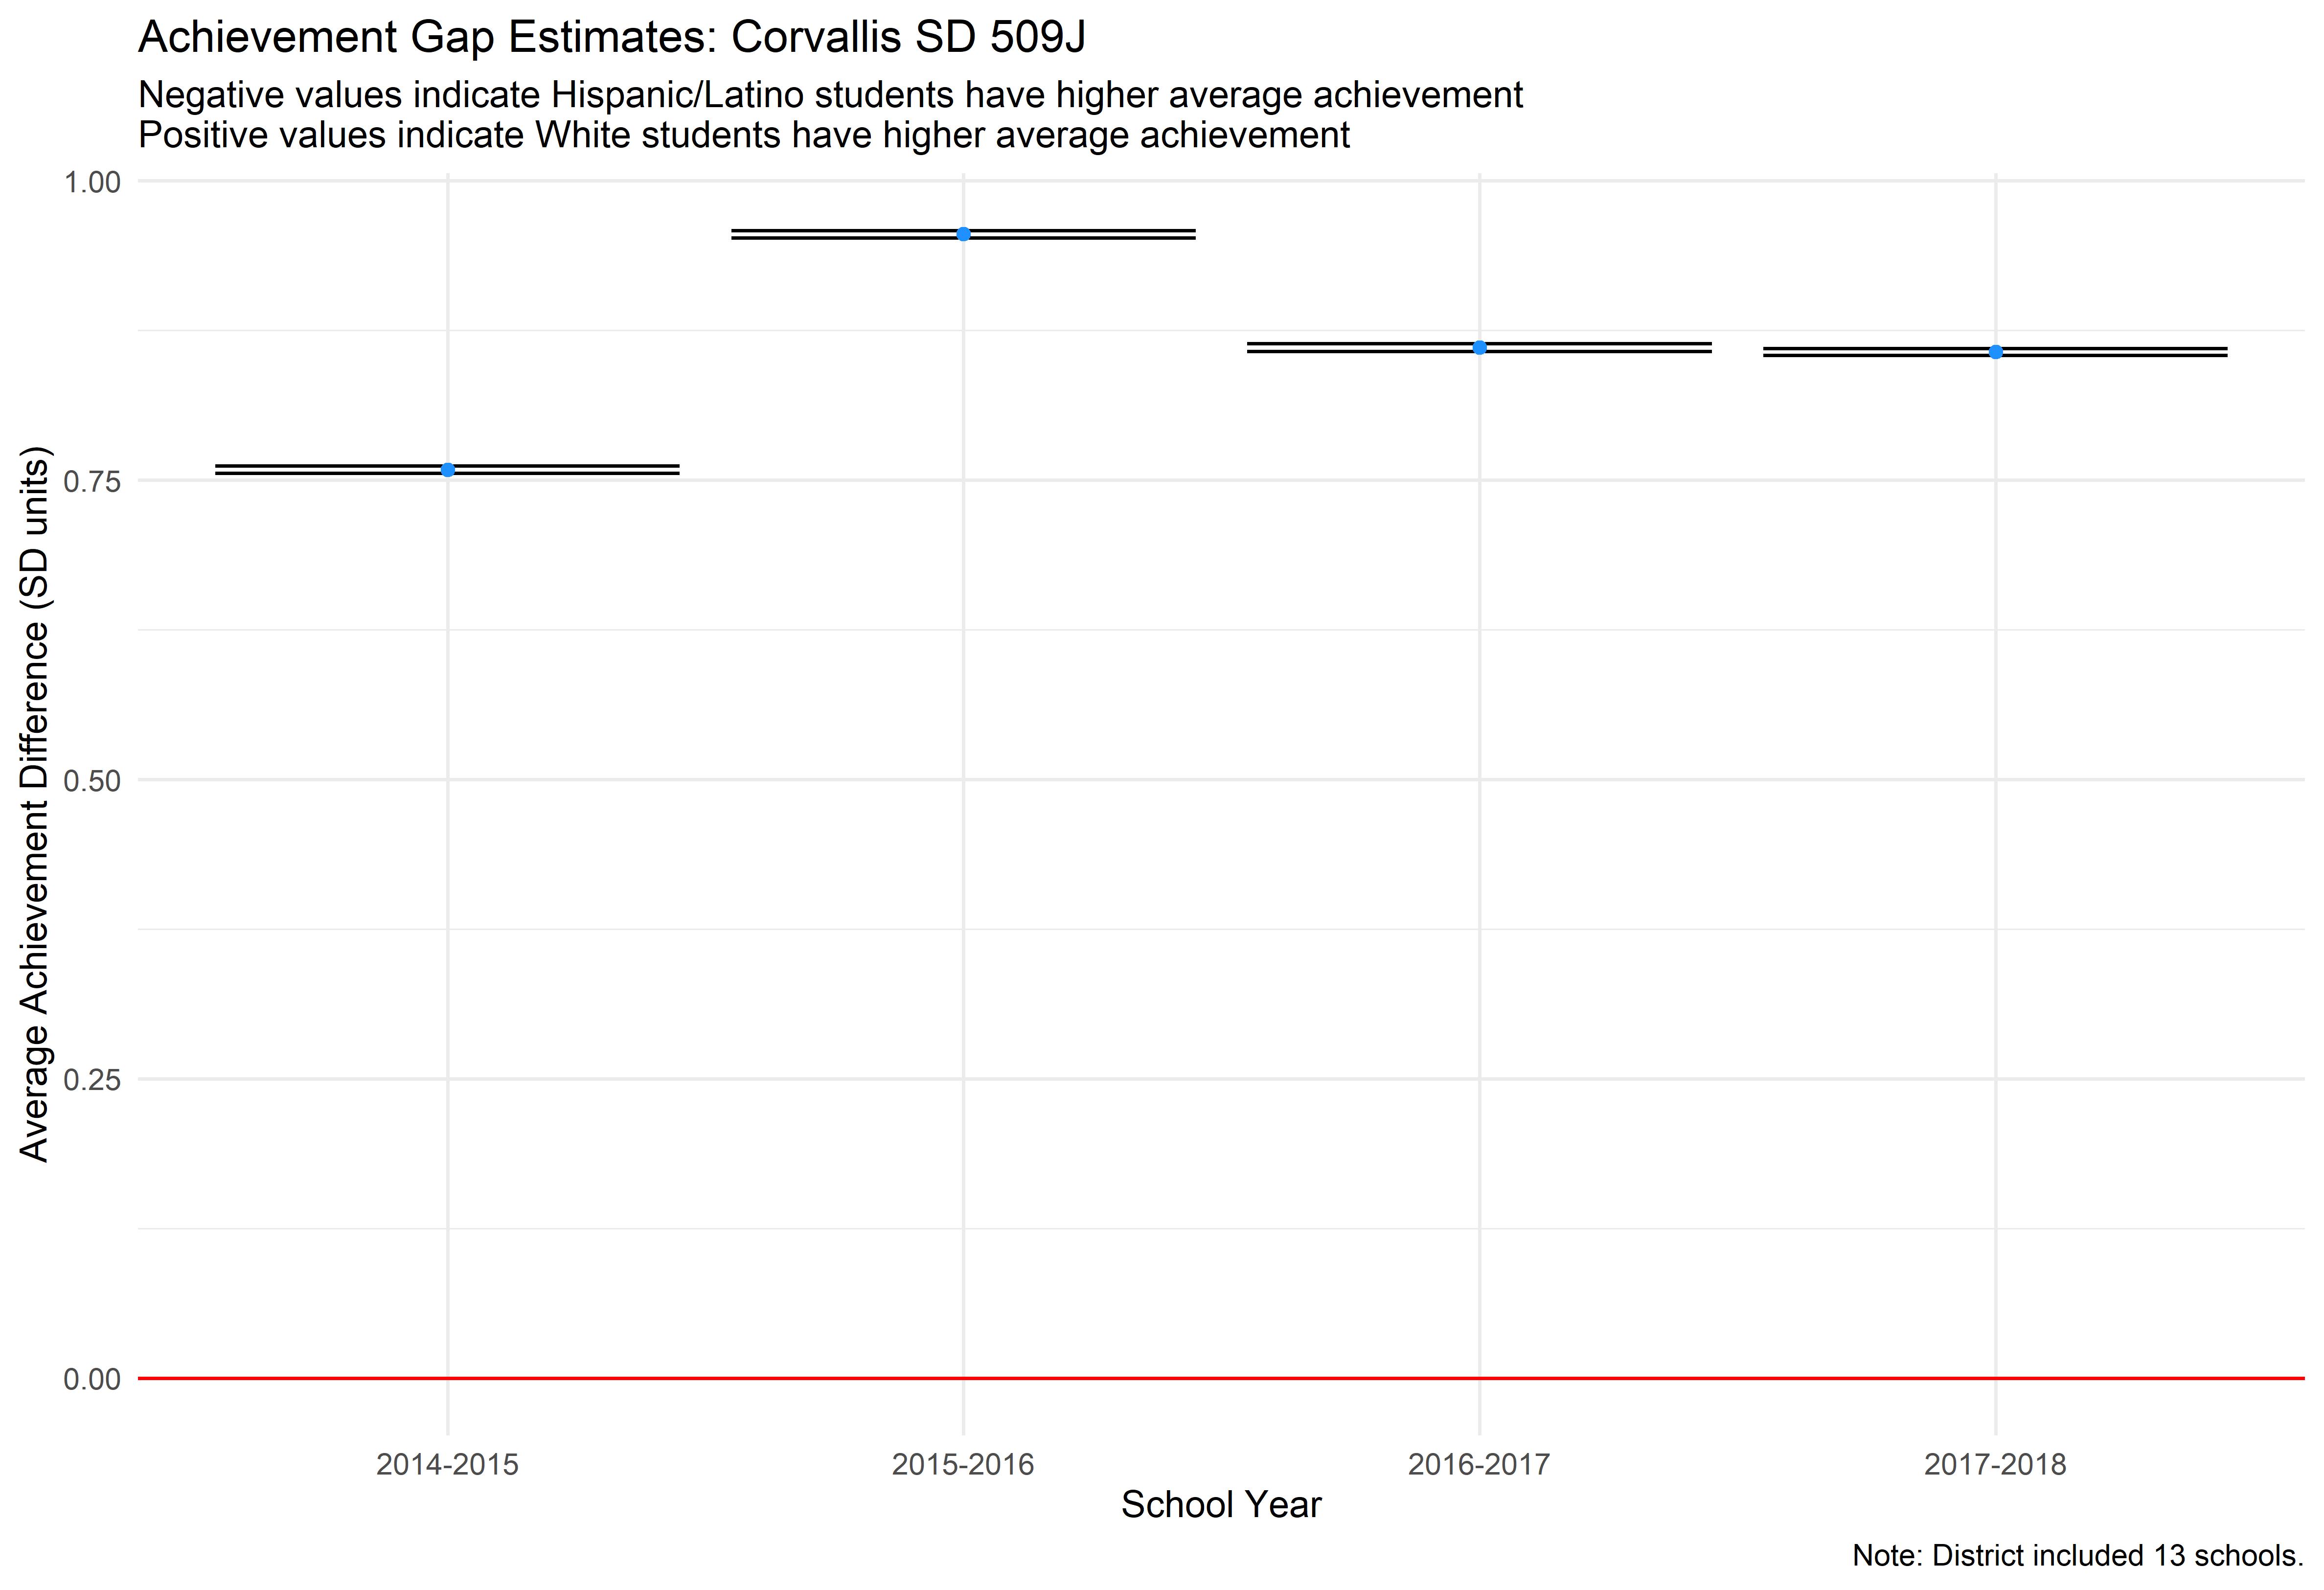 Achievement Gap Estimates: Corvallis SD 509J
Negative values indicate Hispanic/Latino students have higher average achievement
Positive values indicate White students have higher average achievement
Average Achievement Difference (SD units)
1.00
0.75
0.50
0.25
0.00
2014-2015
2015-2016
2016-2017
2017-2018
School Year
Note: District included 13 schools.